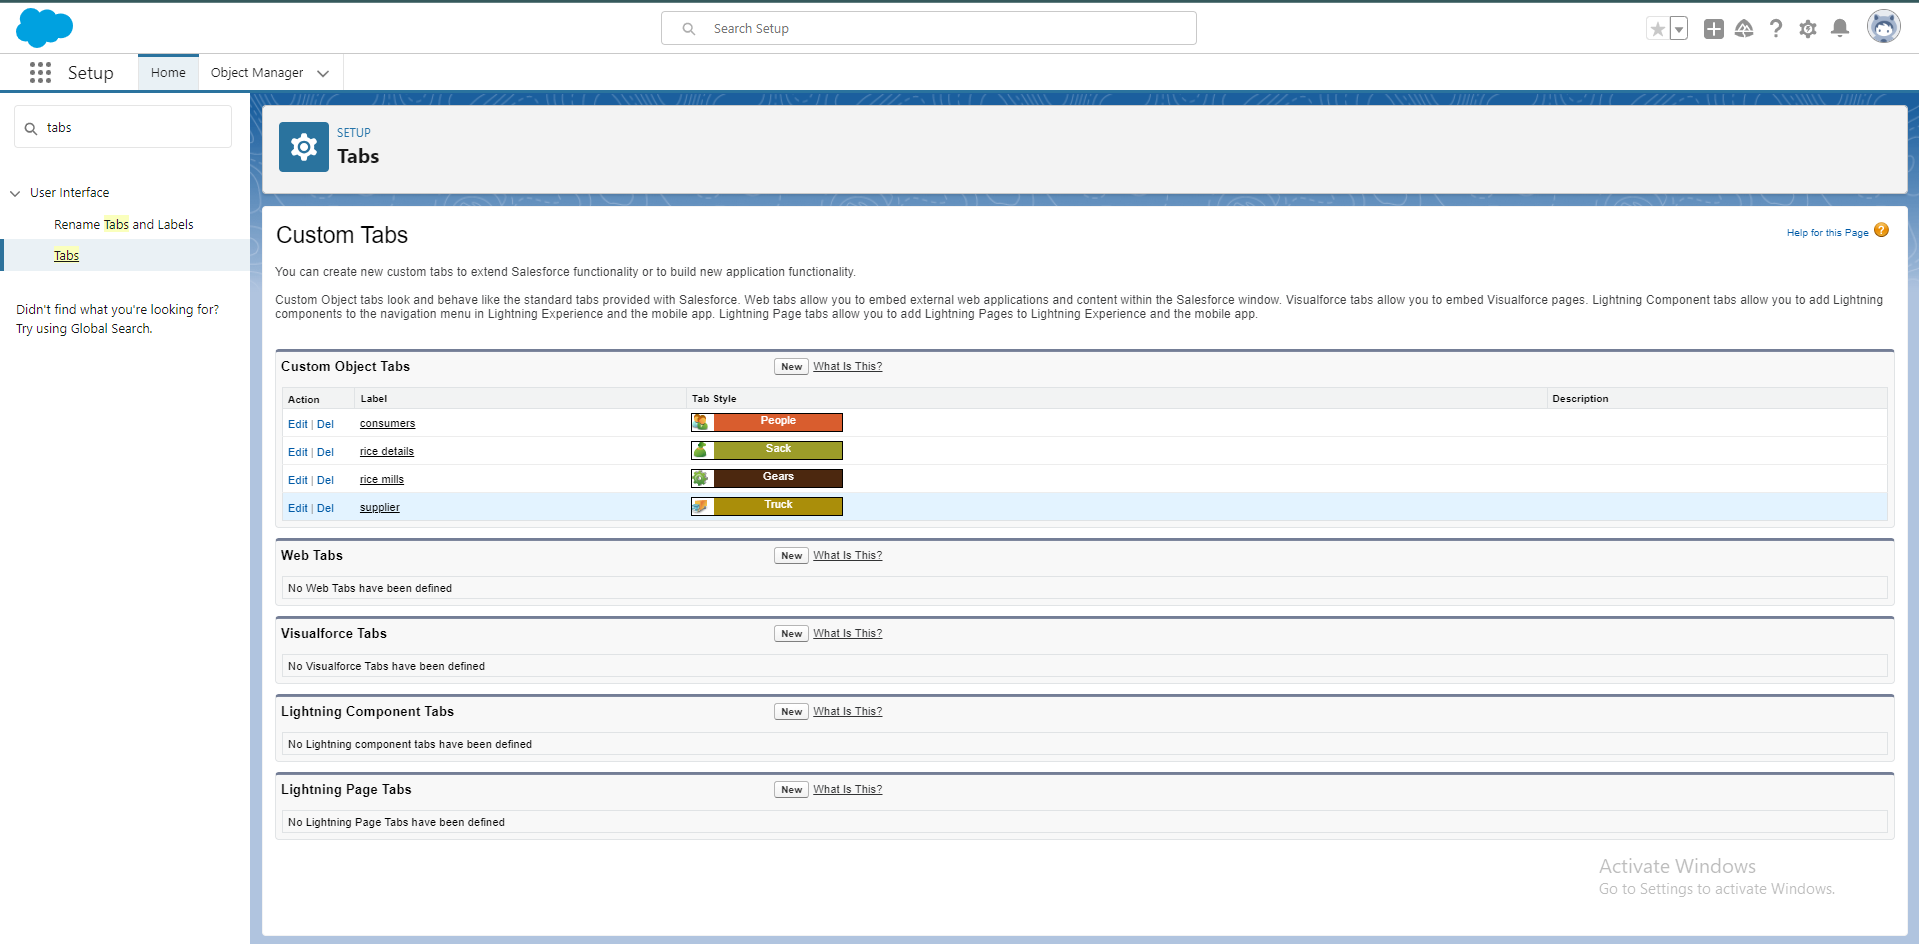 Search Setup
Setup
Home
Object Manager
tabs
User Interface
Rename Tabs and Labels
Tabs
Didn't find what you're looking for?
Try using Global Search.
SETUP
Tabs
Custom Tabs
Help for this Page ?
You can create new custom tabs to extend Salesforce functionality or to build new application functionality.
Custom Object tabs look and behave like the standard tabs provided with Salesforce. Web tabs allow you to embed external web applications and content within the Salesforce window. Visualforce tabs allow you to embed Visualforce pages. Lightning Component tabs allow you to add Lightning
components to the navigation menu in Lightning Experience and the mobile app. Lightning Page tabs allow you to add Lightning Pages to Lightning Experience and the mobile app.
Custom Object Tabs New What Is This?
Action Label Tab Style Description
Edit | Del consumers People
Edit | Del rice details Sack
Edit | Del rice mills Gears
Edit | Del supplier Truck
Web Tabs New What Is This?
No Web Tabs have been defined
Visualforce Tabs New What Is This?
No Visualforce Tabs have been defined
Lightning Component Tabs New What Is This?
No Lightning component tabs have been defined
Lightning Page Tabs New What Is This?
No Lightning Page Tabs have been defined
Activate Windows
Go to Settings to activate Windows.